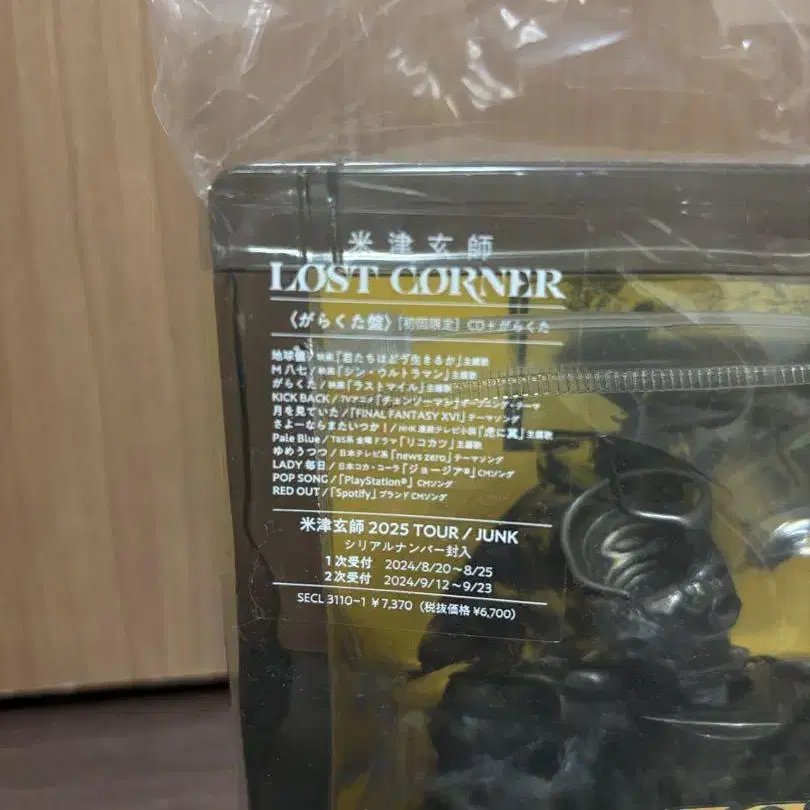 米津玄師
LOST CORNER
〈がらくた盤〉[初回限定] CD+がらくた
地球儀/映画「君たちはどう生きるか」主題歌
M八七/映画「シン・ウルトラマン」主題歌
がらくた/映画「ラストマイル」主題歌
KICK BACK/TVアニメ「チェンソーマン」オープニング・テーマ
月を見ていた/「FINAL FANTASY XVI」テーマソング
さよーならまたいつか!/NHK 連続テレビ小説「虎に翼」主題歌
Pale Blue/TBS系 金曜ドラマ「リコカツ」主題歌
ゆめうつつ/日本テレビ系「news zero」テーマソング
LADY 毎日/日本コカ・コーラ「ジョージア®」CMソング
POP SONG/「PlayStation®」CMソング
RED OUT/「Spotify」ブランドCMソング
米津玄師 2025 TOUR / JUNK
シリアルナンバー封入
1次受付 2024/8/20~8/25
2次受付 2024/9/12~9/23
SECL 3110~1 ¥7,370(税抜価格 ¥6,700)